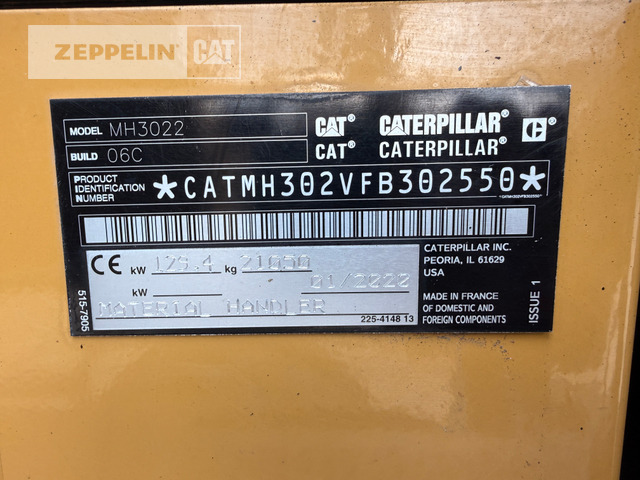 ZEPPELIN CAT
MODEL MH3022
BUILD 06C
CAT® CATERPILLAR®
CAT® CATERPILLAR®
PRODUCT IDENTIFICATION NUMBER *CATMH302VFB302550*
*CATMH302VFB302550*
CE kW 129.4 kg 21650
kW 01/2022
MATERIAL HANDLER
225-4148 13
515-7905
CATERPILLAR INC.
PEORIA, IL 61629
USA
MADE IN FRANCE
OF DOMESTIC AND
FOREIGN COMPONENTS
ISSUE 1